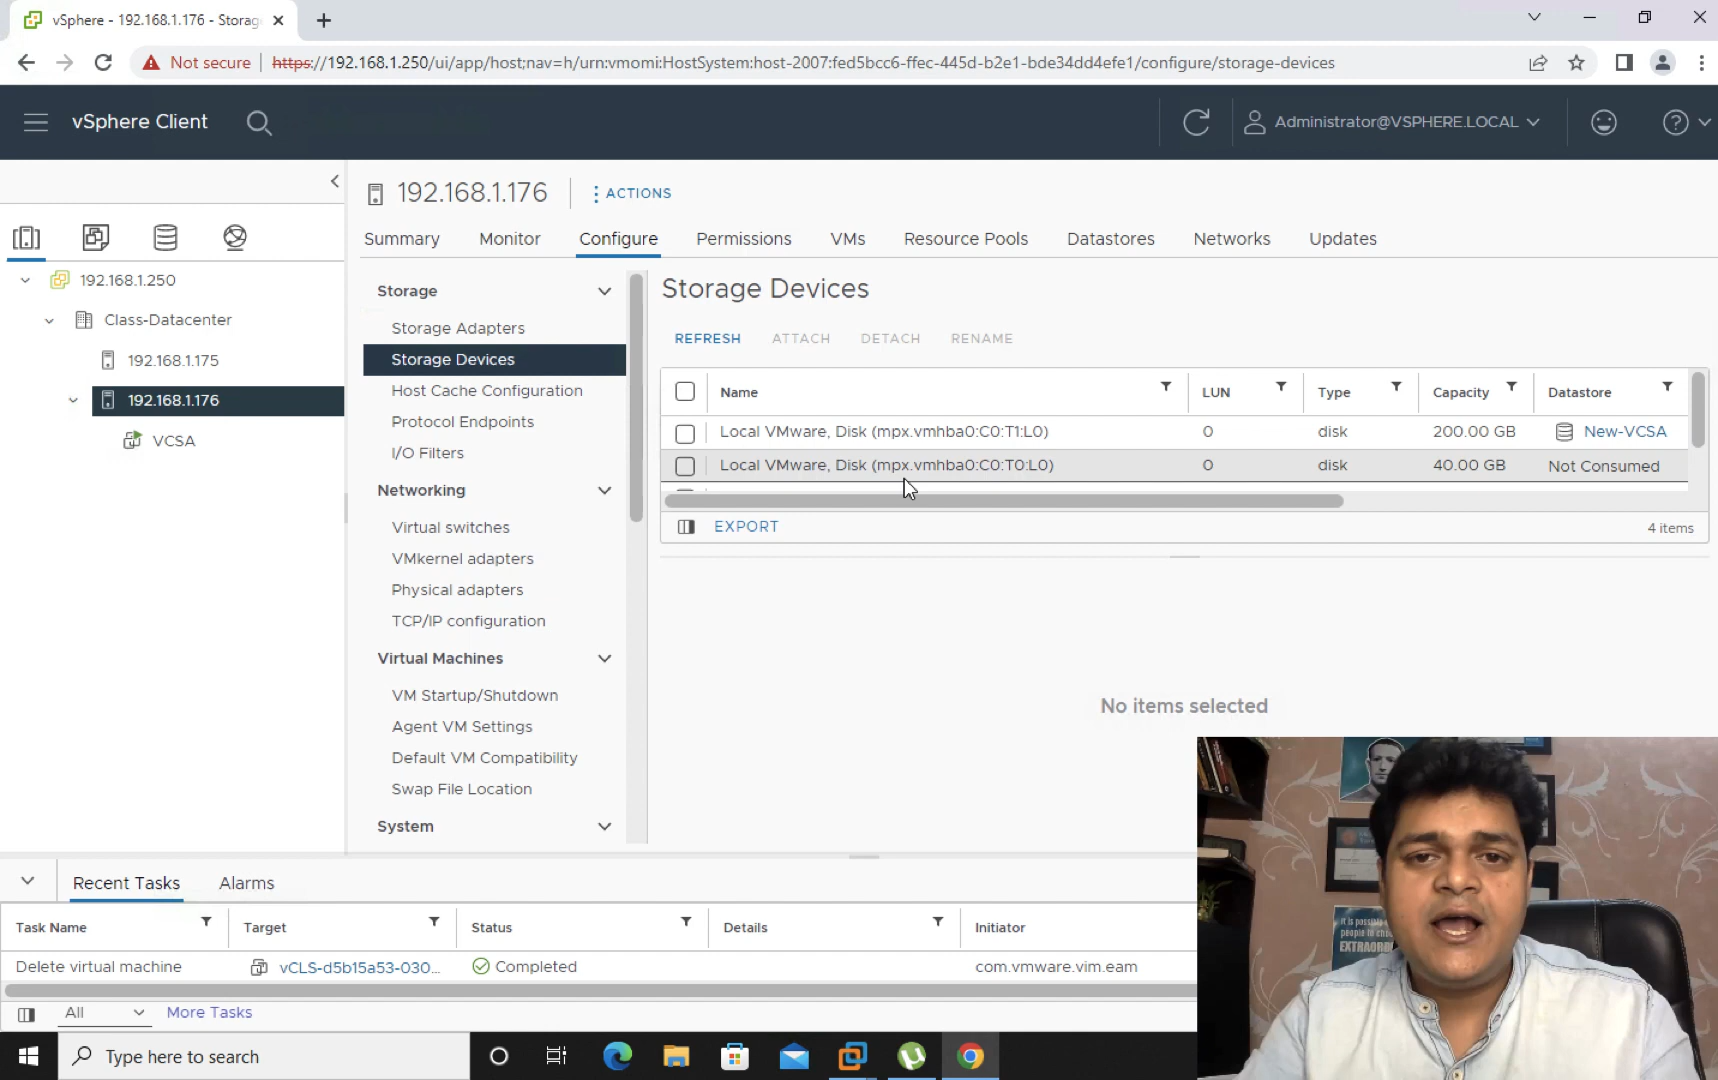 vSphere - 192.168.1.176 - Storag
Not secure
https://192.168.1.250/ui/app/host;nav=h/urn:vmomi:HostSystem:host-2007:fed5bcc6-ffec-445d-b2e1-bde34dd4efe1/configure/storage-devices
vSphere Client
Administrator@VSPHERE.LOCAL
192.168.1.176
ACTIONS
Summary Monitor Configure Permissions VMs Resource Pools Datastores Networks Updates
192.168.1.250
Class-Datacenter
192.168.1.175
192.168.1.176
VCSA
Storage
Storage Adapters
Storage Devices
Host Cache Configuration
Protocol Endpoints
I/O Filters
Networking
Virtual switches
VMkernel adapters
Physical adapters
TCP/IP configuration
Virtual Machines
VM Startup/Shutdown
Agent VM Settings
Default VM Compatibility
Swap File Location
System
Storage Devices
REFRESH ATTACH DETACH RENAME
Name LUN Type Capacity Datastore
Local VMware, Disk (mpx.vmhba0:C0:T1:L0) 0 disk 200.00 GB New-VCSA
Local VMware, Disk (mpx.vmhba0:C0:T0:L0) 0 disk 40.00 GB Not Consumed
EXPORT
4 items
No items selected
Recent Tasks Alarms
Task Name Target Status Details Initiator
Delete virtual machine vCLS-d5b15a53-030... Completed com.vmware.vim.eam
All More Tasks
Type here to search
it is possible
EXTRAOR